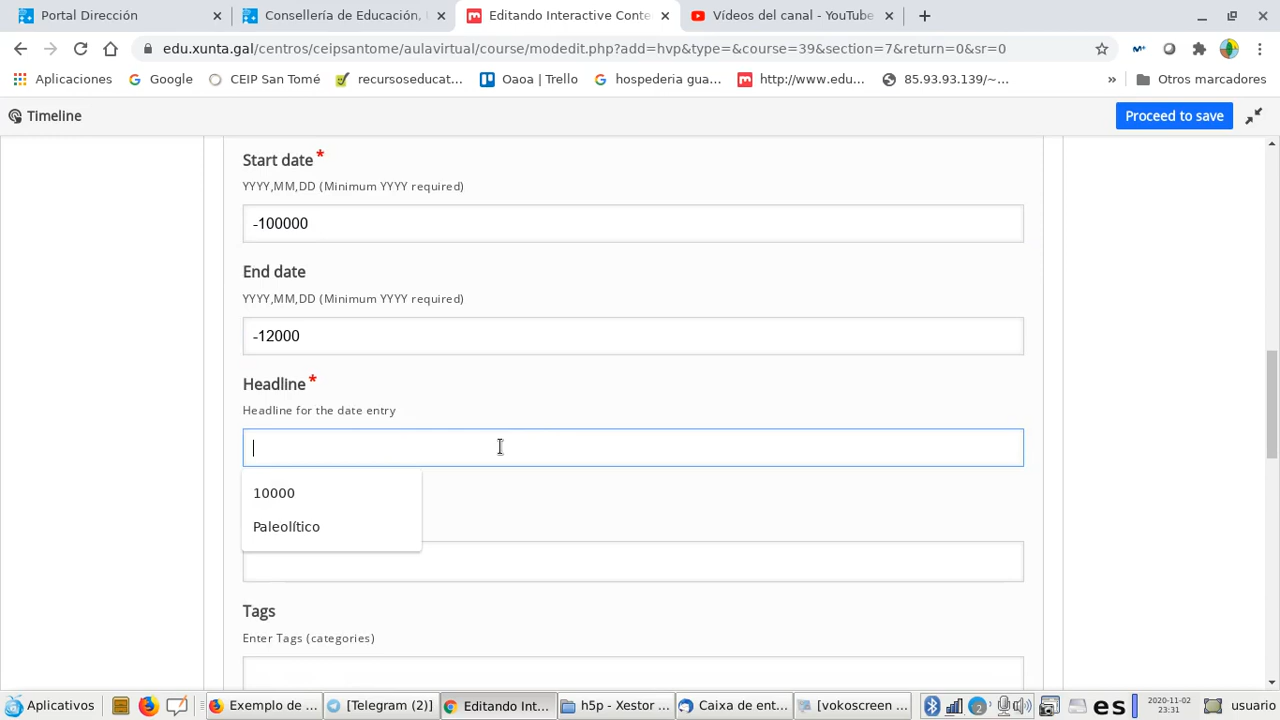 Portal Dirección
Consellería de Educación,
Editando Interactive Conte
Vídeos del canal - YouTube
edu.xunta.gal/centros/ceipsantome/aulavirtual/course/modedit.php?add=hvp&type=&course=39&section=7&return=0&sr=0
Aplicaciones
Google
CEIP San Tomé
recursoseducat...
Oaoa | Trello
hospederia gua...
http://www.edu...
85.93.93.139/~...
»
Otros marcadores
Timeline
Proceed to save
Start date *
YYYY,MM,DD (Minimum YYYY required)
-100000
End date
YYYY,MM,DD (Minimum YYYY required)
-12000
Headline *
Headline for the date entry
10000
Paleolítico
Tags
Enter Tags (categories)
Aplicativos
Exemplo de ...
[Telegram (2)]
Editando Int...
h5p - Xestor ...
Caixa de ent...
[vokoscreen ...
2
es
2020-11-02
23:31
usuario